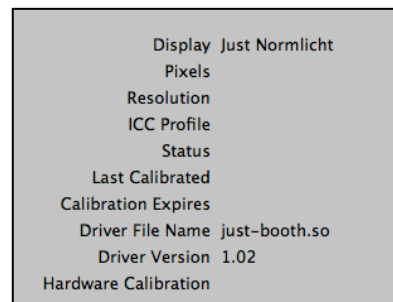 Display Just Normlicht
Pixels
Resolution
ICC Profile
Status
Last Calibrated
Calibration Expires
Driver File Name just-booth.so
Driver Version 1.02
Hardware Calibration